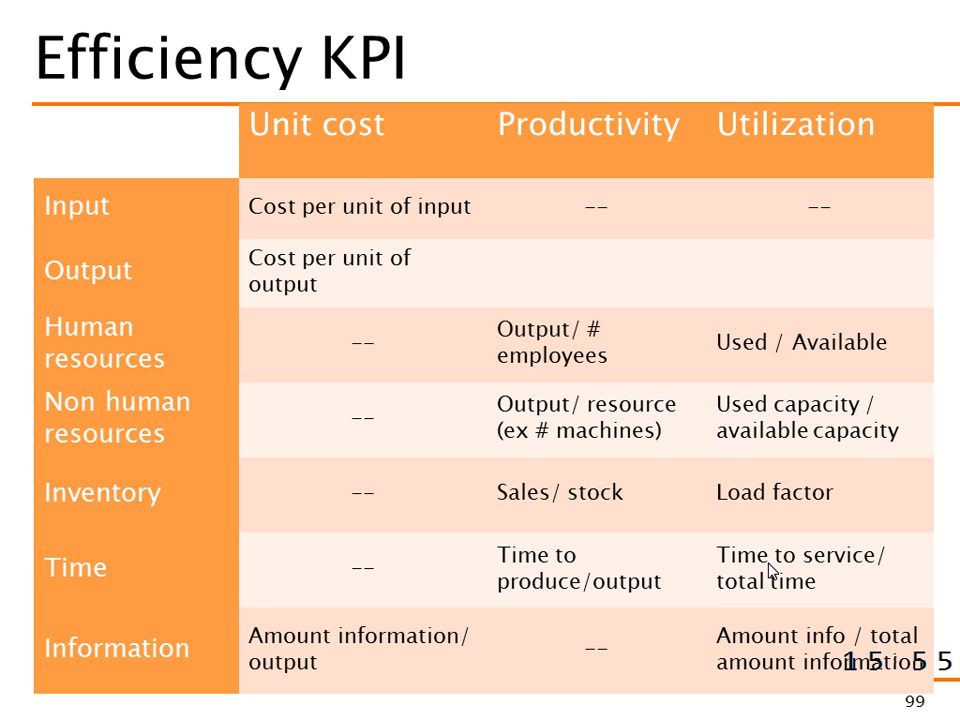 Efficiency KPI
Unit cost Productivity Utilization
Input Cost per unit of input -- --
Output Cost per unit of
output
Human
resources -- Output/ #
employees Used / Available
Non human
resources -- Output/ resource
(ex # machines) Used capacity /
available capacity
Inventory -- Sales/ stock Load factor
Time -- Time to
produce/output Time to service/
total time
Information Amount information/
output -- Amount info / total
amount information
15 55
99